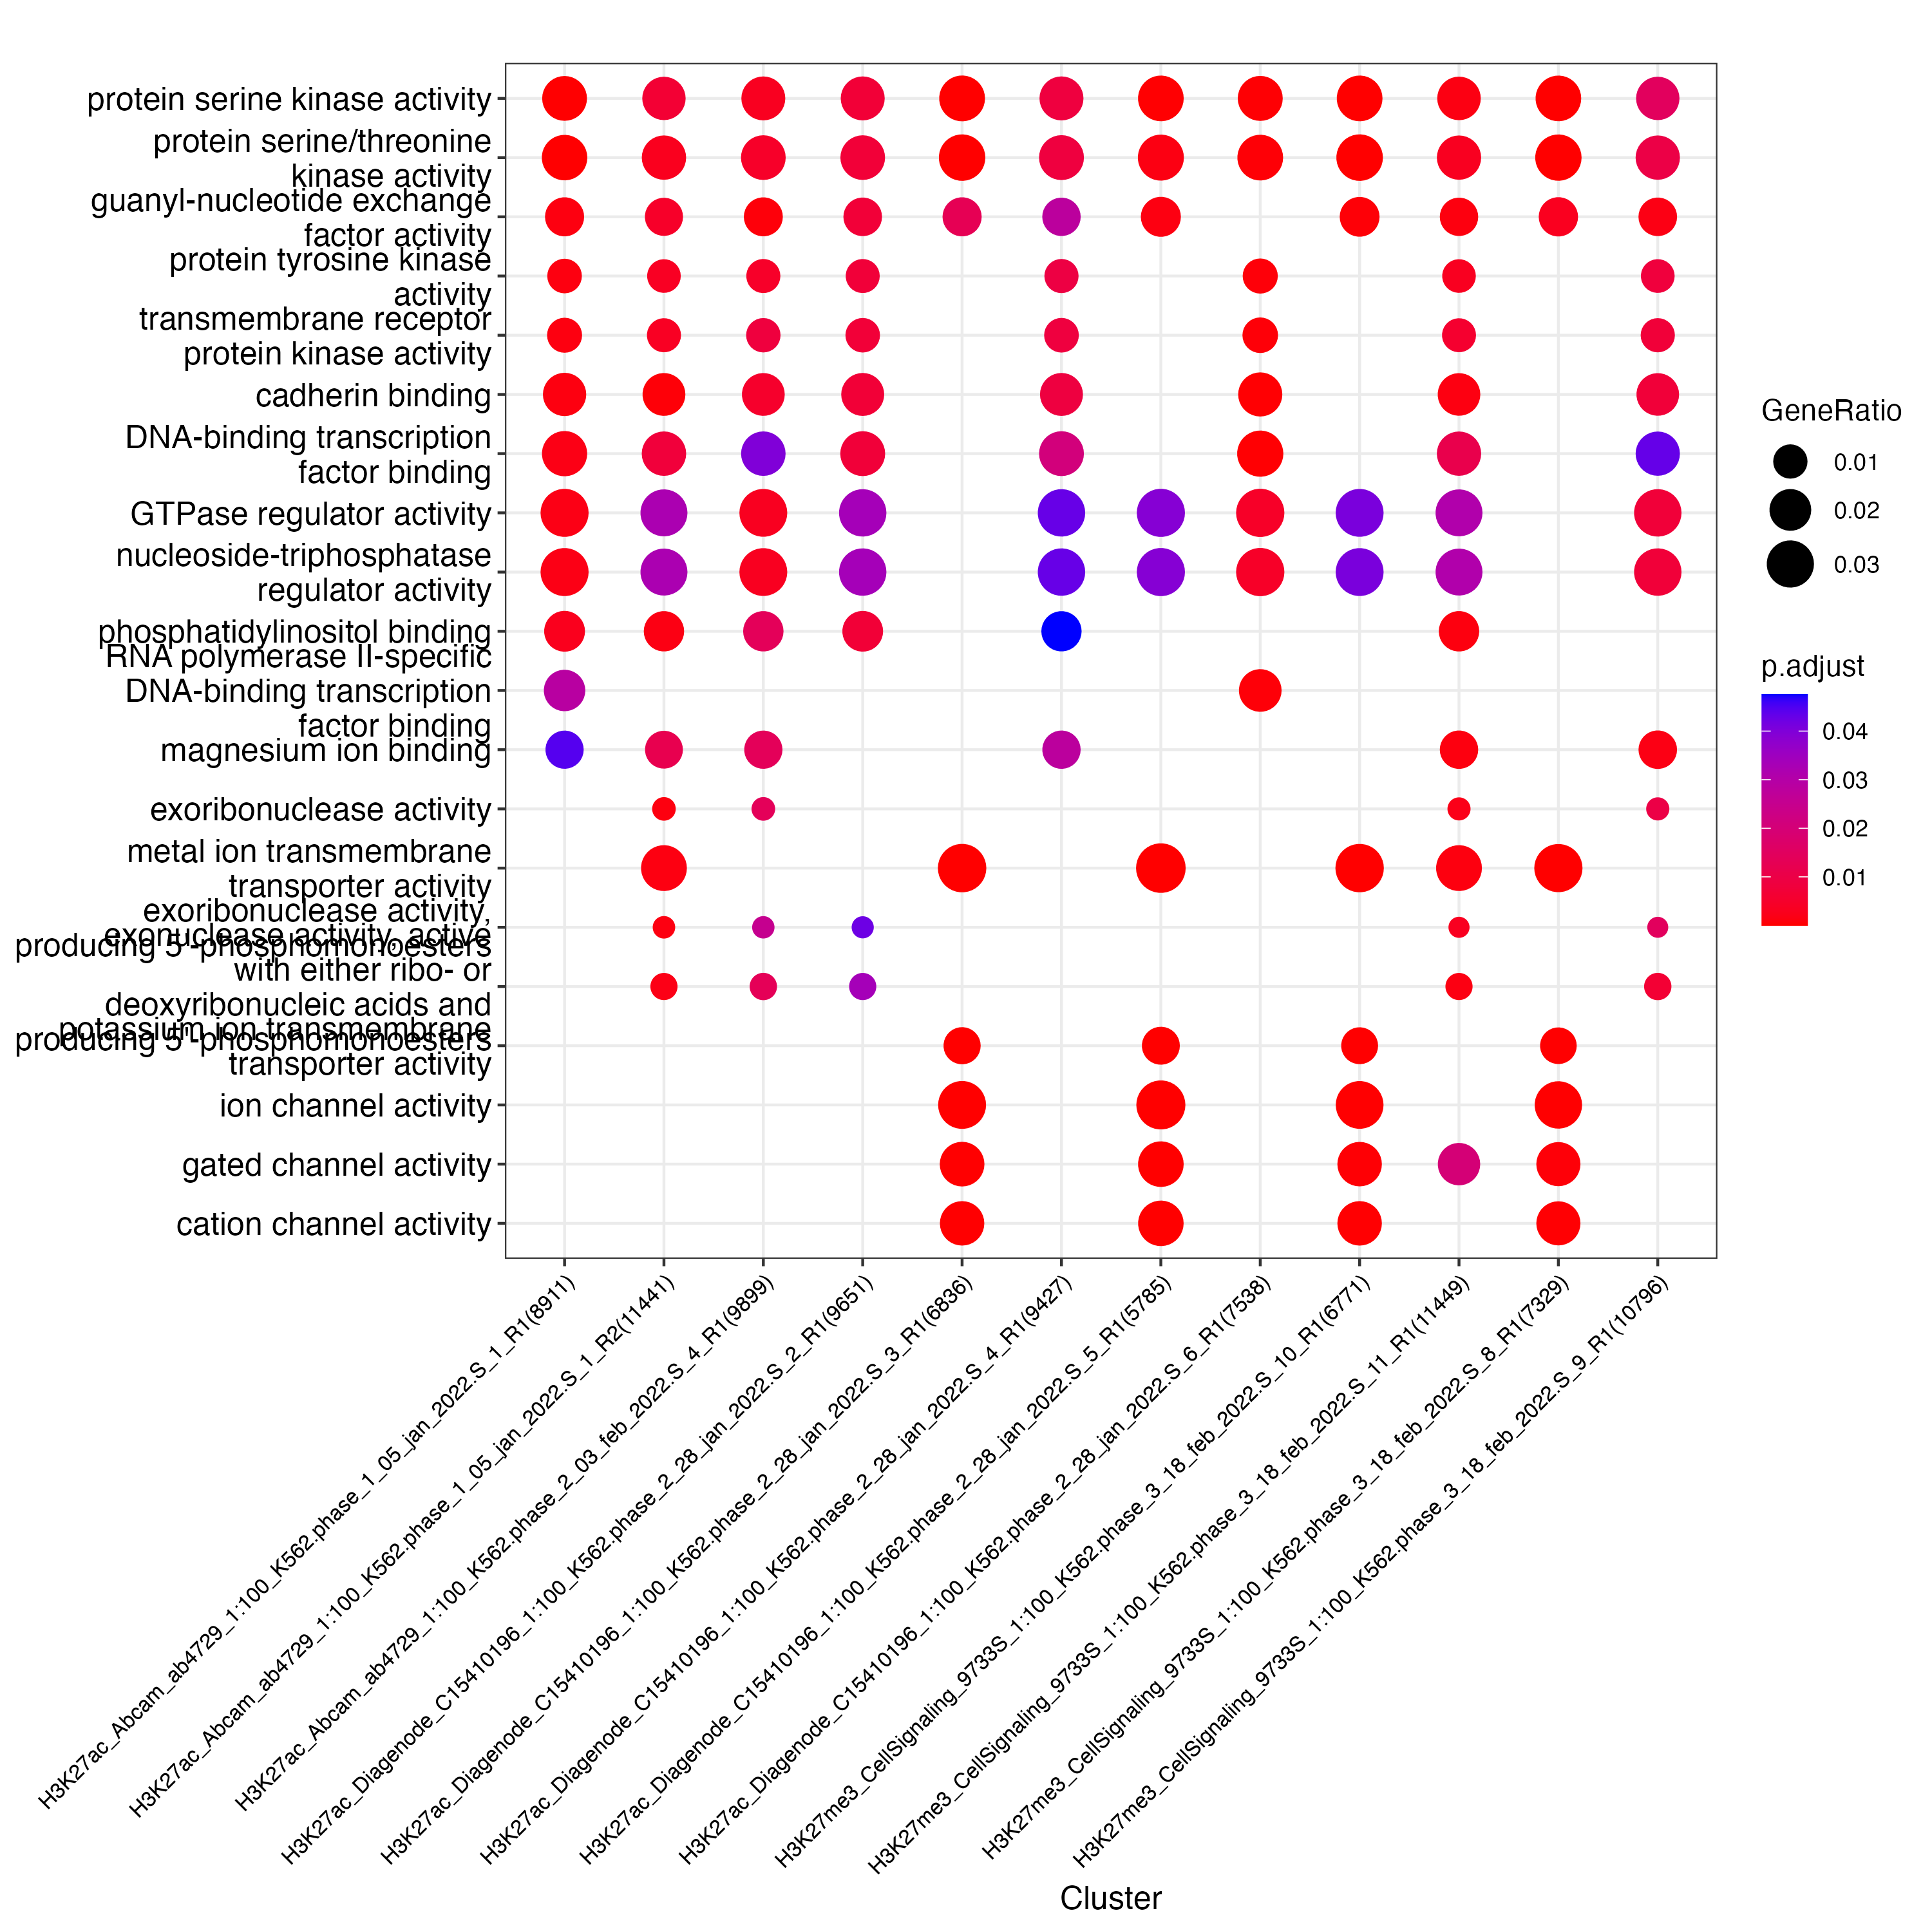 protein serine kinase activity
protein serine/threonine
kinase activity
guanyl-nucleotide exchange
factor activity
protein tyrosine kinase
activity
transmembrane receptor
protein kinase activity
cadherin binding
DNA-binding transcription
factor binding
GTPase regulator activity
nucleoside-triphosphatase
regulator activity
phosphatidylinositol binding
RNA polymerase II-specific
DNA-binding transcription
factor binding
magnesium ion binding
exoribonuclease activity
metal ion transmembrane
transporter activity
exoribonuclease activity,
producing 5'-phosphomonoesters
exonuclease activity, active
with either ribo- or
deoxyribonucleic acids and
producing 5'-phosphomonoesters
potassium ion transmembrane
transporter activity
ion channel activity
gated channel activity
cation channel activity
H3K27ac_Abcam_ab4729_1:100_K562.phase_1_05_jan_2022.S_1_R1(8911)
H3K27ac_Abcam_ab4729_1:100_K562.phase_1_05_jan_2022.S_1_R2(11441)
H3K27ac_Abcam_ab4729_1:100_K562.phase_2_03_feb_2022.S_4_R1(9899)
H3K27ac_Diagenode_C15410196_1:100_K562.phase_2_28_jan_2022.S_2_R1(9651)
H3K27ac_Diagenode_C15410196_1:100_K562.phase_2_28_jan_2022.S_3_R1(6836)
H3K27ac_Diagenode_C15410196_1:100_K562.phase_2_28_jan_2022.S_4_R1(9427)
H3K27ac_Diagenode_C15410196_1:100_K562.phase_2_28_jan_2022.S_5_R1(5785)
H3K27ac_Diagenode_C15410196_1:100_K562.phase_2_28_jan_2022.S_6_R1(7538)
H3K27me3_CellSignaling_9733S_1:100_K562.phase_3_18_feb_2022.S_10_R1(6771)
H3K27me3_CellSignaling_9733S_1:100_K562.phase_3_18_feb_2022.S_11_R1(11449)
H3K27me3_CellSignaling_9733S_1:100_K562.phase_3_18_feb_2022.S_8_R1(7329)
H3K27me3_CellSignaling_9733S_1:100_K562.phase_3_18_feb_2022.S_9_R1(10796)
Cluster
GeneRatio
0.01
0.02
0.03
p.adjust
0.04
0.03
0.02
0.01